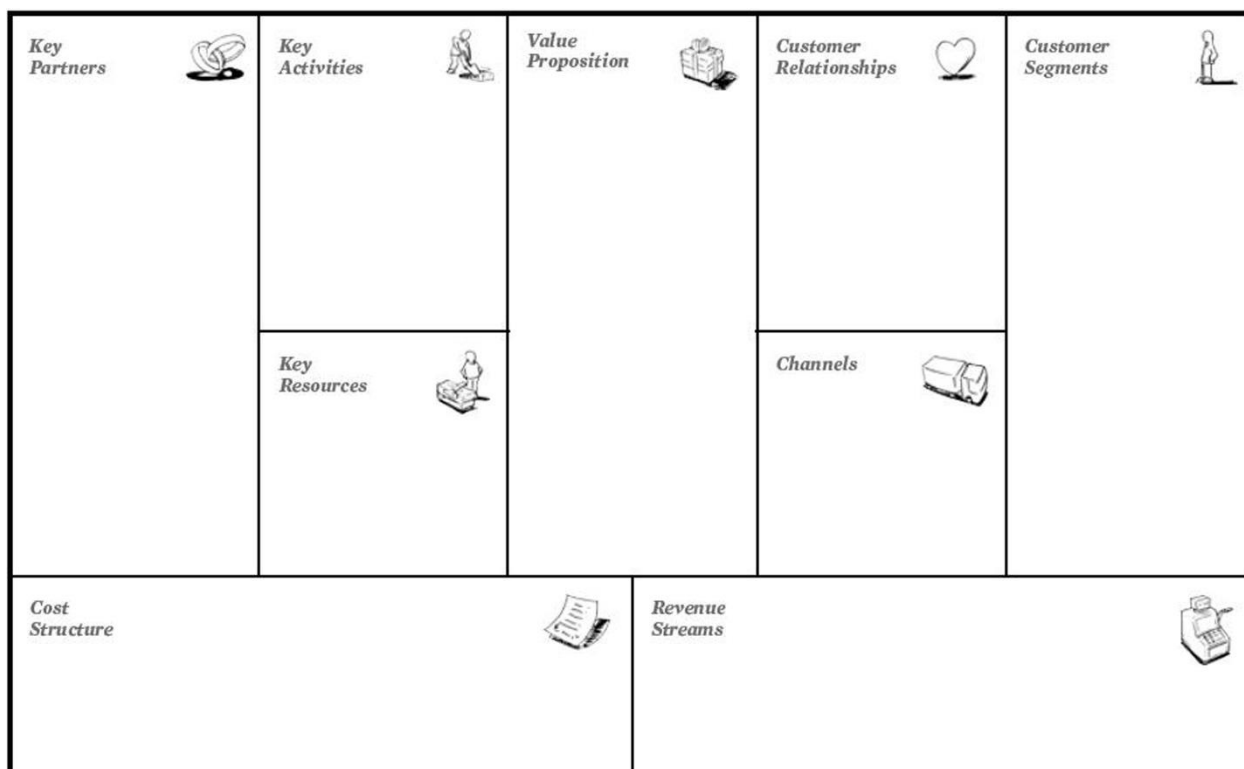 Key
Partners
Key
Activities
Value
Proposition
Customer
Relationships
Customer
Segments
Key
Resources
Channels
Cost
Structure
Revenue
Streams